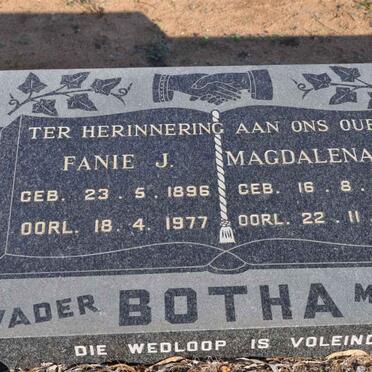 TER HERINNERING AAN ONS OUE
FANIE J. MAGDALENA
GEB. 23 . 5 . 1896 GEB. 16 . 8 .
OORL. 18 . 4 . 1977 OORL. 22 . 11 .
VADER BOTHA M
DIE WEDLOOP IS VOLEIND